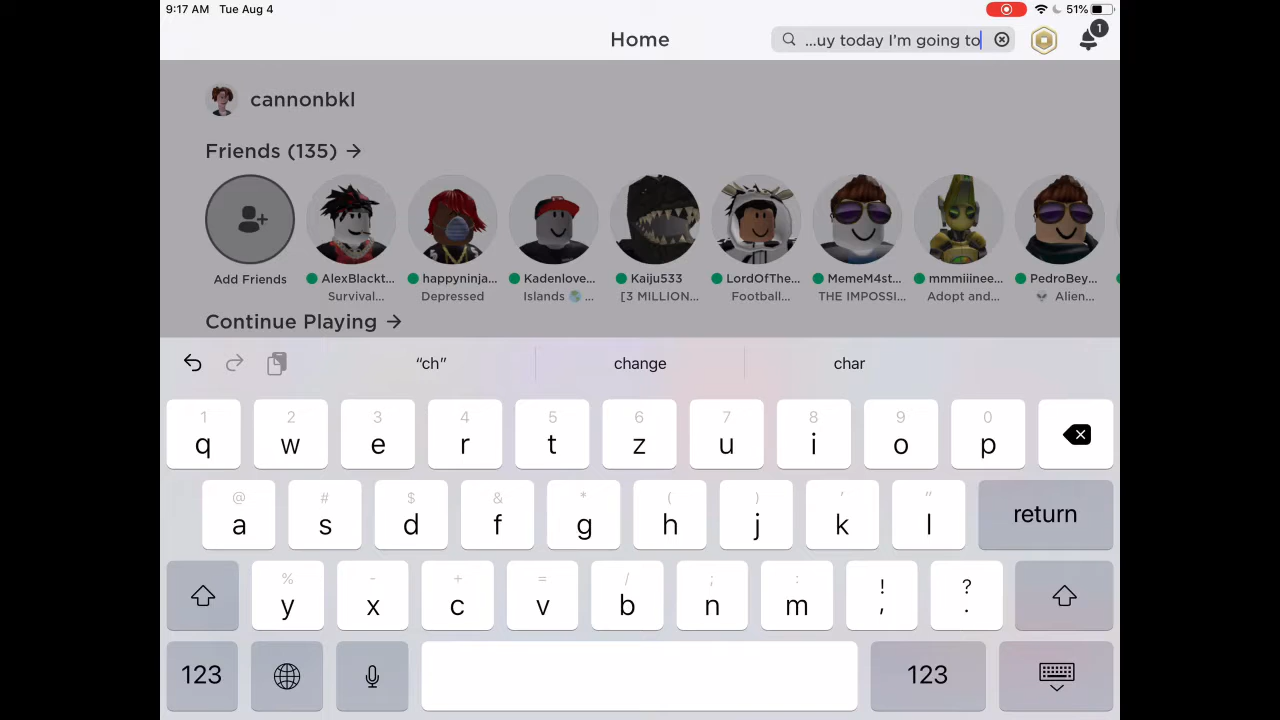 9:17 AM Tue Aug 4 51%
Home
...uy today I'm going to
1
cannonbkl
Friends (135) →
Add Friends
AlexBlackt... happyninja... Kadenlove... Kaiju533 LordOfThe... MemeM4st... mmmiiinee... PedroBey...
Survival... Depressed Islands 🌎 ... [3 MILLION... Football... THE IMPOSSI... Adopt and... 👽 Alien...
Continue Playing →
“ch” change char
1 2 3 4 5 6 7 8 9 0
q w e r t z u i o p
@ # $ & * ( ) ' "
a s d f g h j k l return
% - + = / ; : ! ?
y x c v b n m , .
123 123